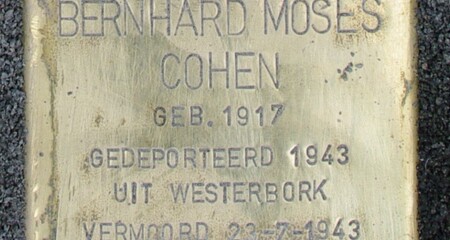 BERNHARD MOSES
COHEN
GEB. 1917
GEDEPORTEERD 1943
UIT WESTERBORK
VERMOORD 23-7-1943